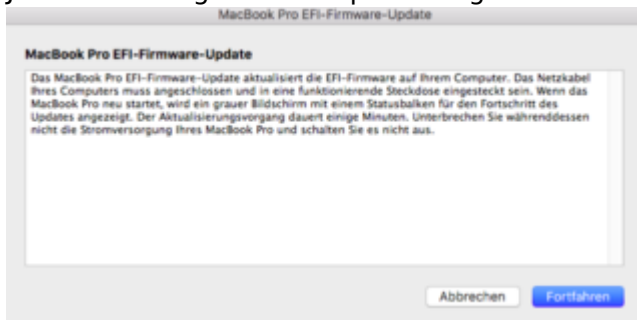 MacBook Pro EFI-Firmware-Update
MacBook Pro EFI-Firmware-Update
Das MacBook Pro EFI-Firmware-Update aktualisiert die EFI-Firmware auf Ihrem Computer. Das Netzkabel
Ihres Computers muss angeschlossen und in eine funktionierende Steckdose eingesteckt sein. Wenn das
MacBook Pro neu startet, wird ein grauer Bildschirm mit einem Statusbalken für den Fortschritt des
Updates angezeigt. Der Aktualisierungsvorgang dauert einige Minuten. Unterbrechen Sie währenddessen
nicht die Stromversorgung Ihres MacBook Pro und schalten Sie es nicht aus.
Abbrechen
Fortfahren